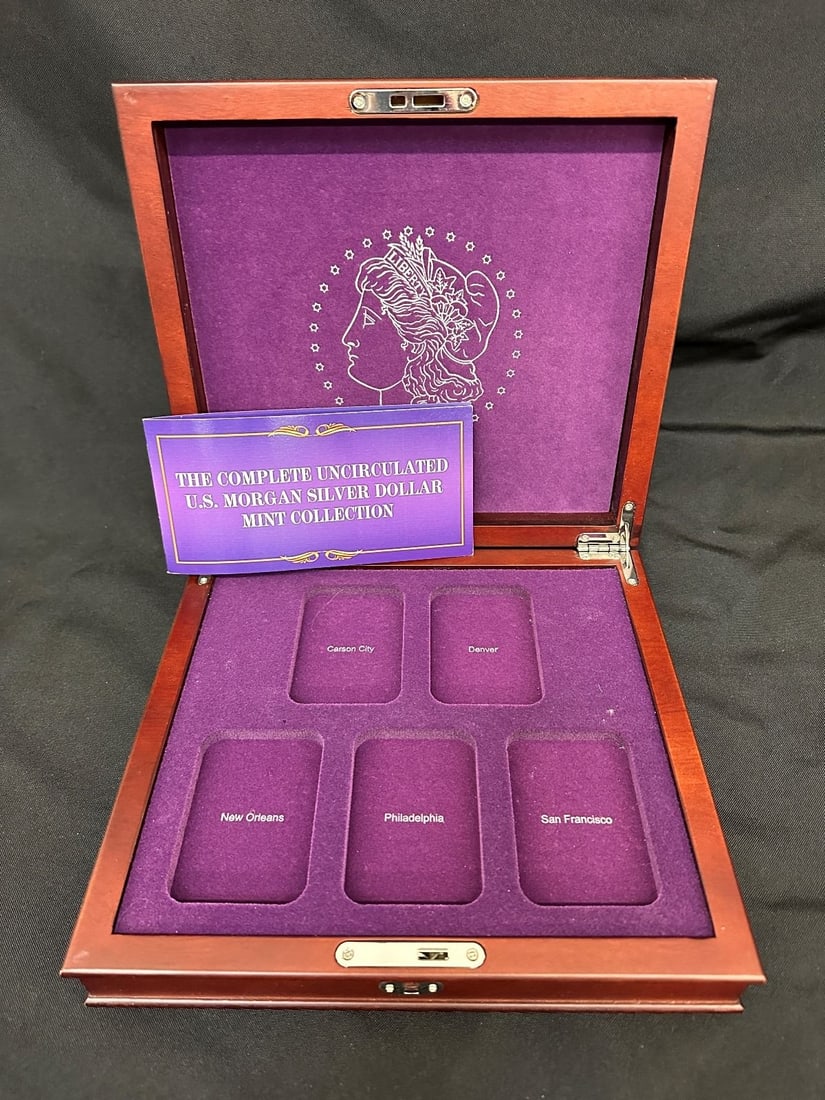 LIBERTY
THE COMPLETE UNCIRCULATED
U.S. MORGAN SILVER DOLLAR
MINT COLLECTION
Carson City
Denver
New Orleans
Philadelphia
San Francisco